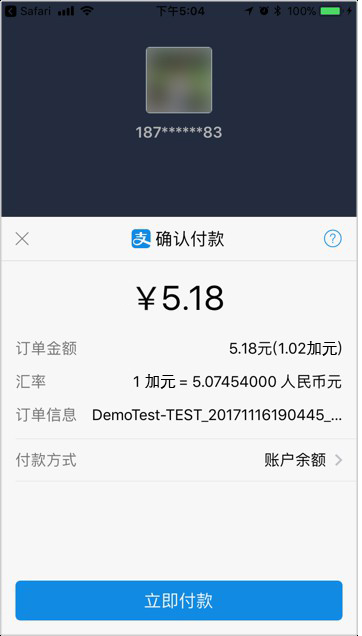 Safari 下午5:04 100%
187******83
支 确认付款 ?
¥5.18
订单金额 5.18元(1.02加元)
汇率 1 加元 = 5.07454000 人民币元
订单信息 DemoTest-TEST_20171116190445_...
付款方式 账户余额
立即付款